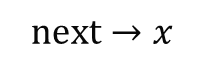 next → x